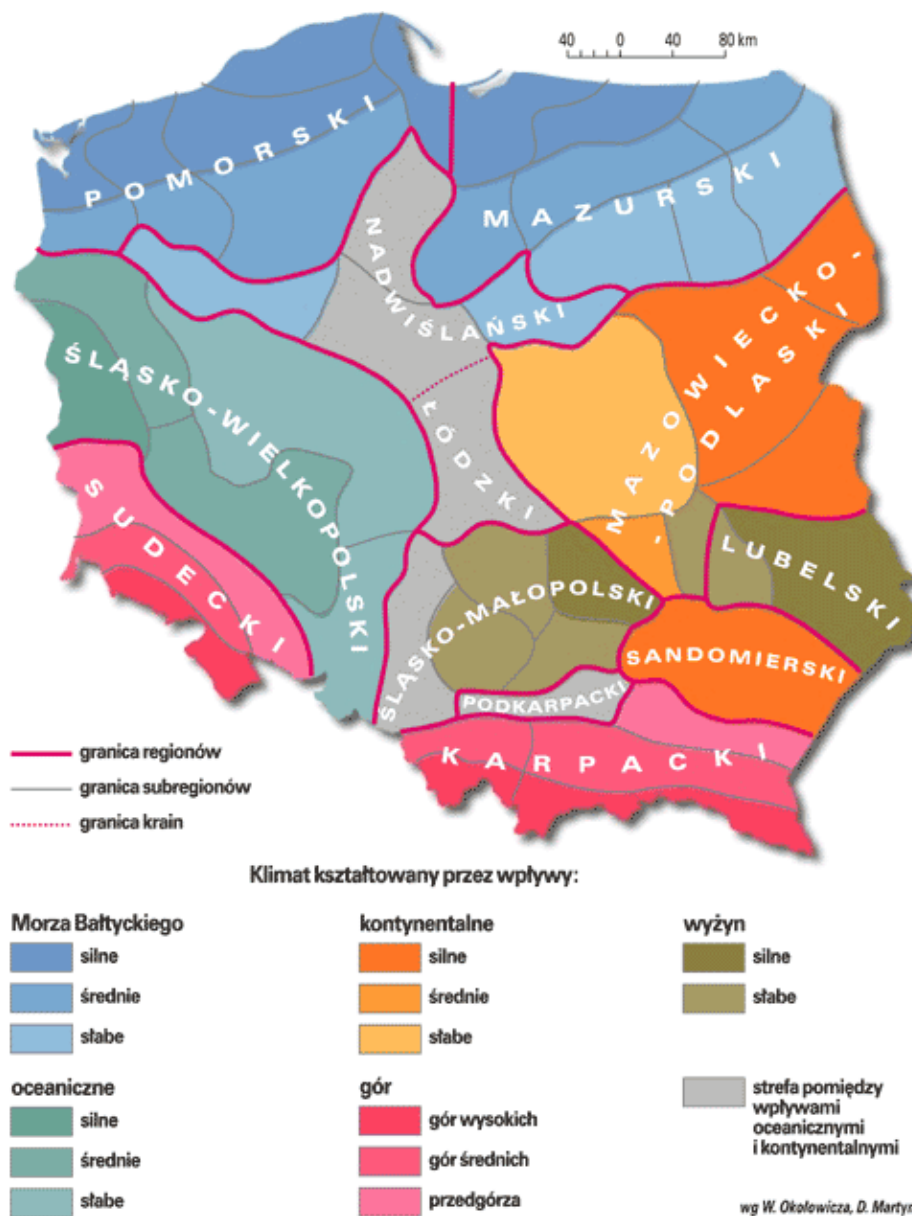 40 0 40 80 km
POMORSKI
MAZURSKI
NADWIŚLAŃSKI
MAZOWIECKO-
-PODLASKI
ŚLĄSKO-WIELKOPOLSKI
ŁÓDZKI
SUDECKI
LUBELSKI
ŚLĄSKO-MAŁOPOLSKI
SANDOMIERSKI
PODKARPACKI
KARPACKI
granica regionów
granica subregionów
granica krain
Klimat kształtowany przez wpływy:
Morza Bałtyckiego
silne
średnie
słabe
kontynentalne
silne
średnie
słabe
wyżyn
silne
słabe
oceaniczne
silne
średnie
słabe
gór
gór wysokich
gór średnich
przedgórza
strefa pomiędzy
wpływami
oceanicznymi
i kontynentalnymi
wg W. Okołowicza, D. Martyn